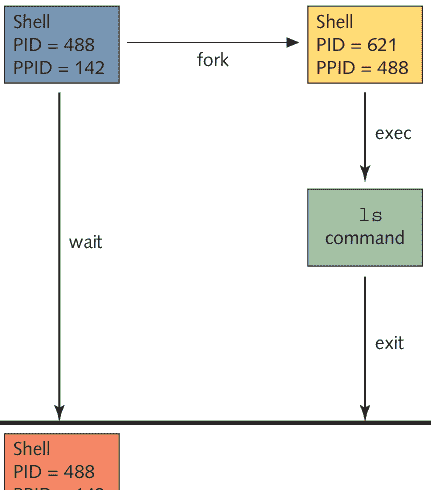 Shell
PID = 488
PPID = 142
fork
Shell
PID = 621
PPID = 488
exec
wait
ls
command
exit
Shell
PID = 488